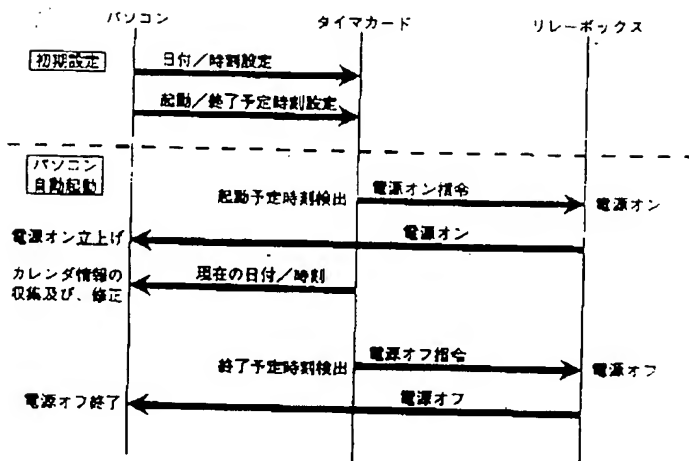 パソコン
タイマカード
リレーボックス
初期設定
日付/時刻設定
起動/終了予定時刻設定
パソコン
自動起動
起動予定時刻検出
電源オン指令
電源オン
電源オン立上げ
電源オン
カレンダ情報の
収集及び、修正
現在の日付/時刻
終了予定時刻検出
電源オフ指令
電源オフ
電源オフ終了
電源オフ